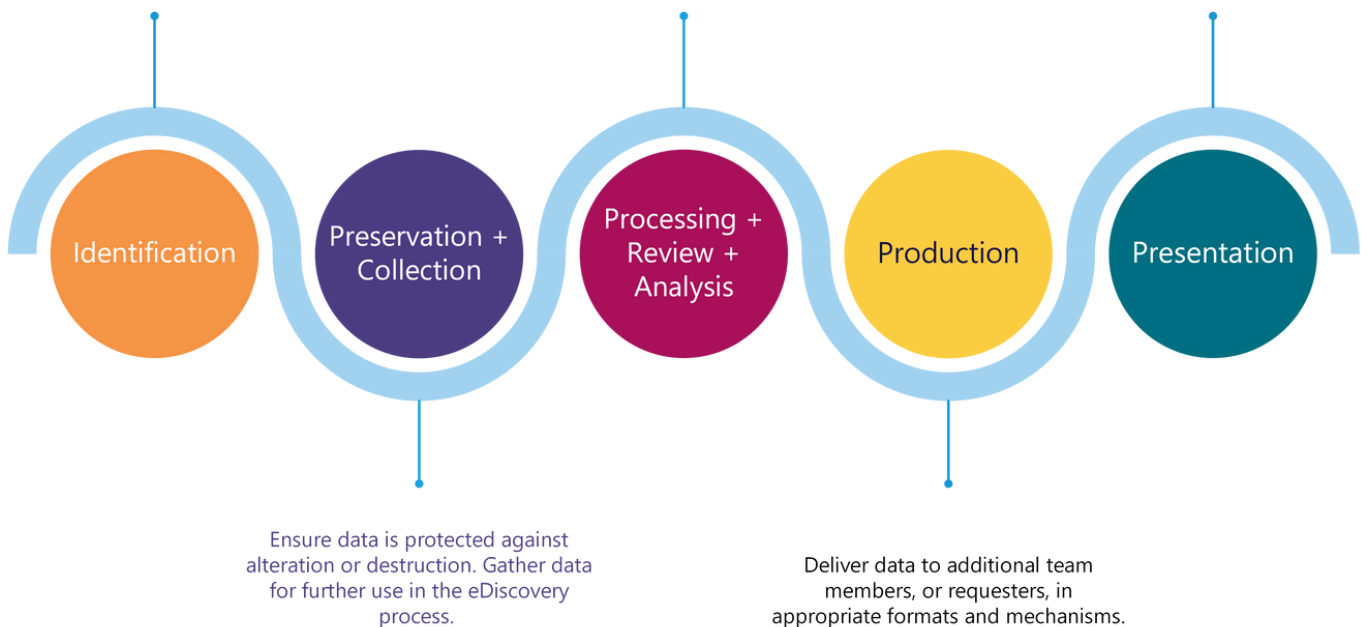 Identification
Preservation +
Collection
Processing +
Review +
Analysis
Production
Presentation
Ensure data is protected against
alteration or destruction. Gather data
for further use in the eDiscovery
process.
Deliver data to additional team
members, or requesters, in
appropriate formats and mechanisms.